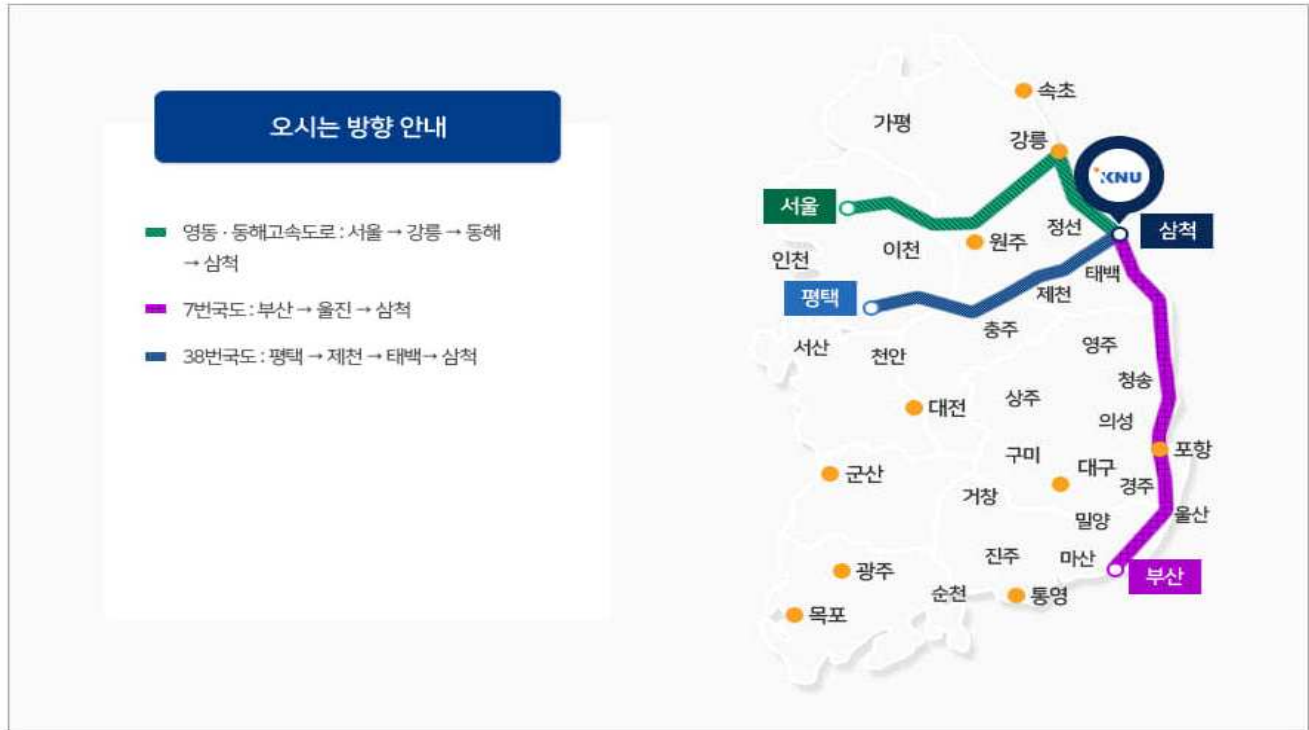 오시는 방향 안내
영동 · 동해고속도로 : 서울 → 강릉 → 동해
→ 삼척
7번국도 : 부산 → 울진 → 삼척
38번국도 : 평택 → 제천 → 태백→ 삼척
속초
가평
강릉
KNU
서울
정선
삼척
이천
원주
인천
태백
평택
제천
충주
서산
천안
영주
청송
대전
상주
의성
구미
포항
군산
대구
거창
경주
밀양
울산
진주
마산
광주
부산
순천
통영
목포